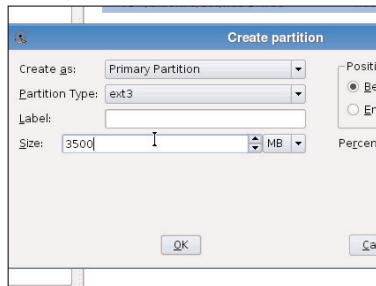 Create partition
Create as: Primary Partition
Partition Type: ext3
Label:
Size: 3500 MB
OK